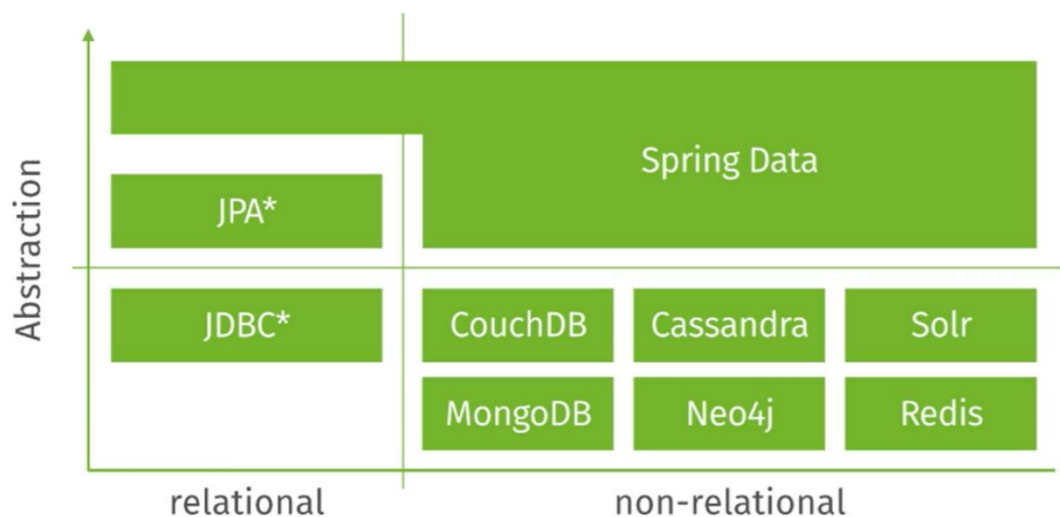 Abstraction
Spring Data
JPA*
JDBC*
CouchDB
Cassandra
Solr
MongoDB
Neo4j
Redis
relational
non-relational